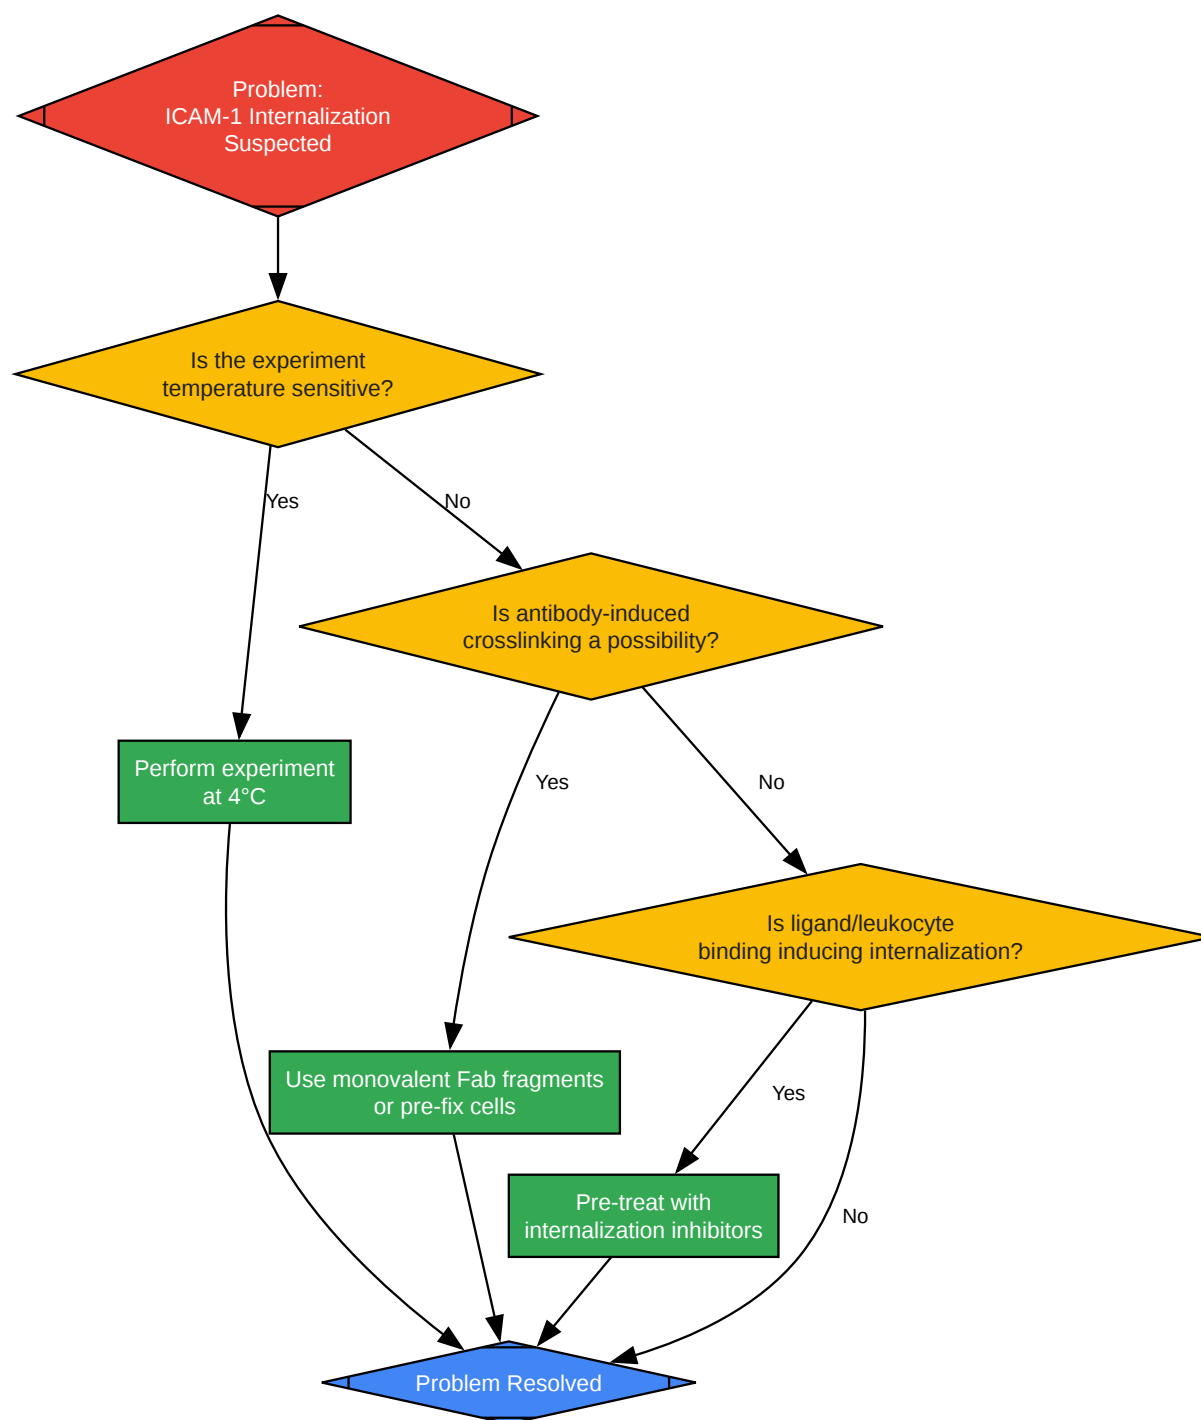 Problem:
ICAM-1 Internalization
Suspected
Is the experiment
temperature sensitive?
Yes
No
Is antibody-induced
crosslinking a possibility?
Perform experiment
at 4°C
Yes
No
Is ligand/leukocyte
binding inducing internalization?
Use monovalent Fab fragments
or pre-fix cells
Yes
Pre-treat with
internalization inhibitors
No
Problem Resolved